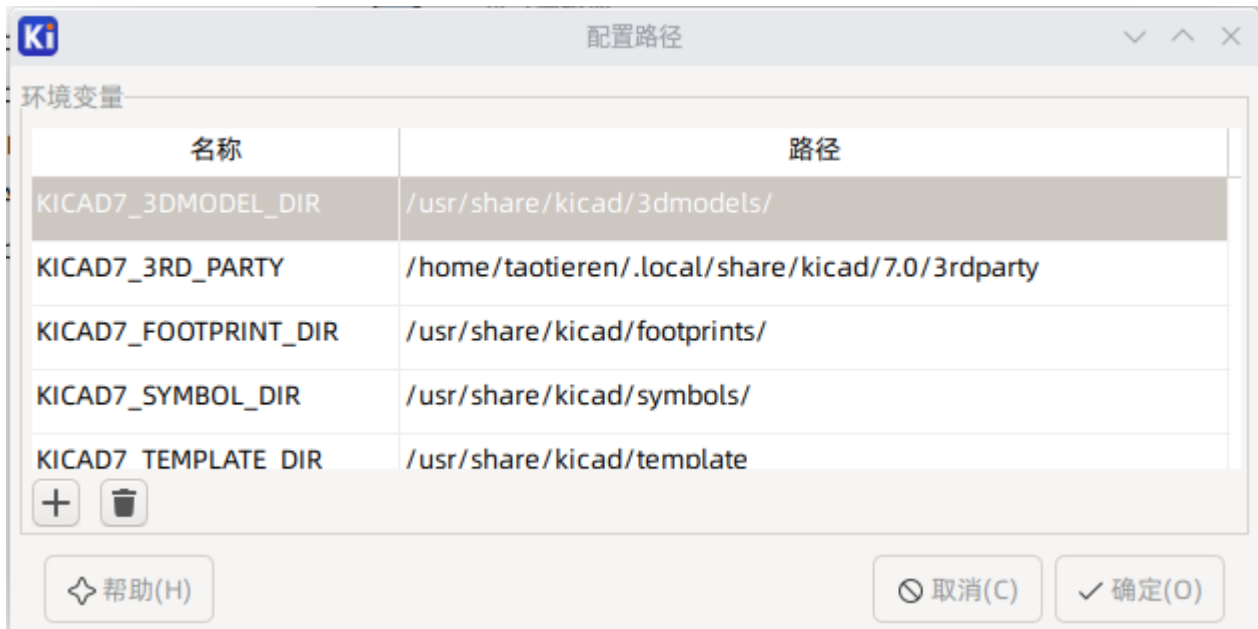 Ki 配置路径
环境变量
名称 路径
KICAD7_3DMODEL_DIR /usr/share/kicad/3dmodels/
KICAD7_3RD_PARTY /home/taotieren/.local/share/kicad/7.0/3rdparty
KICAD7_FOOTPRINT_DIR /usr/share/kicad/footprints/
KICAD7_SYMBOL_DIR /usr/share/kicad/symbols/
KICAD7_TEMPLATE_DIR /usr/share/kicad/template
帮助(H) 取消(C) 确定(O)